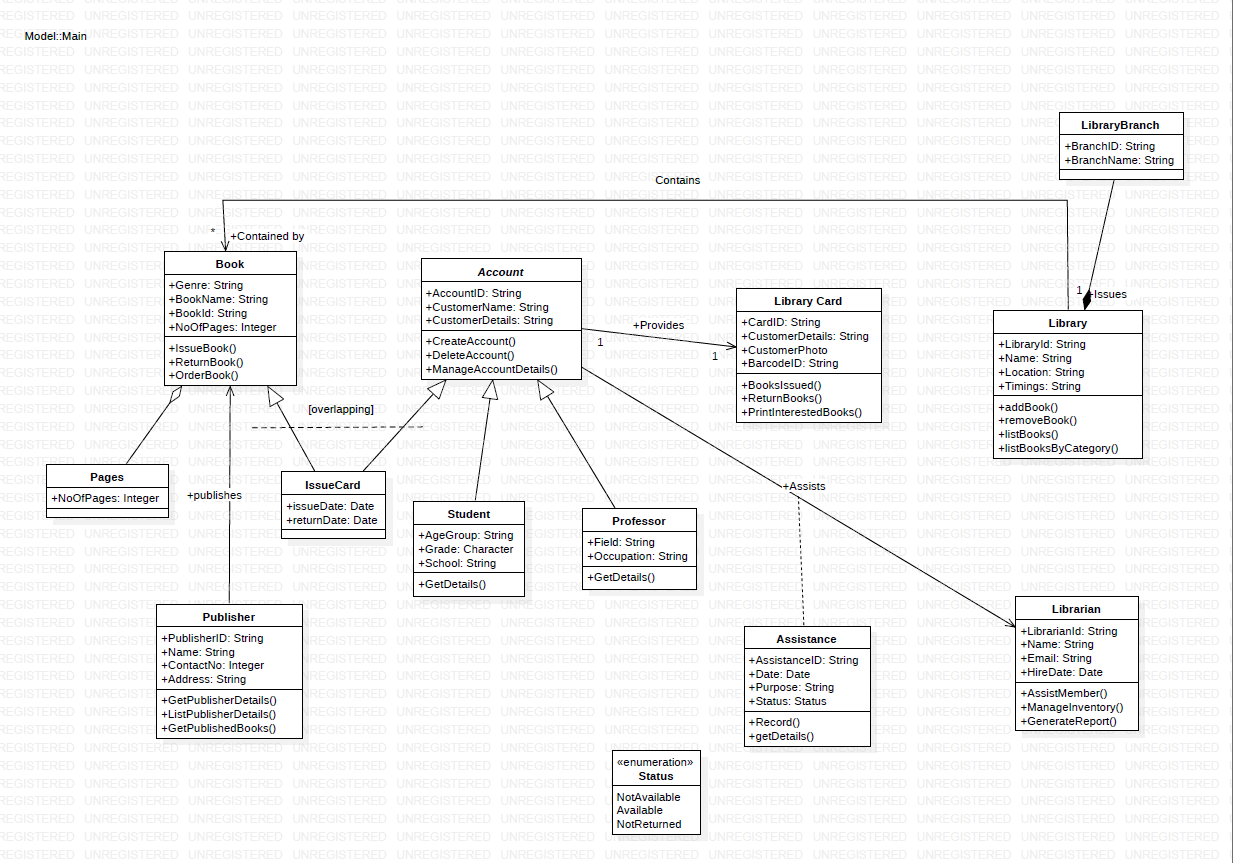 Model::Main
LibraryBranch
+BranchID: String
+BranchName: String
Contains
*
+Contained by
Book
+Genre: String
+BookName: String
+BookId: String
+NoOfPages: Integer
+IssueBook()
+ReturnBook()
+OrderBook()
Account
+AccountID: String
+CustomerName: String
+CustomerDetails: String
+CreateAccount()
+DeleteAccount()
+ManageAccountDetails()
+Provides
1
1
Library Card
+CardID: String
+CustomerDetails: String
+CustomerPhoto
+BarcodeID: String
+BooksIssued()
+ReturnBooks()
+PrintInterestedBooks()
1
+Issues
Library
+LibraryId: String
+Name: String
+Location: String
+Timings: String
+addBook()
+removeBook()
+listBooks()
+listBooksByCategory()
[overlapping]
Pages
+NoOfPages: Integer
+publishes
IssueCard
+issueDate: Date
+returnDate: Date
Student
+AgeGroup: String
+Grade: Character
+School: String
+GetDetails()
Professor
+Field: String
+Occupation: String
+GetDetails()
+Assists
Publisher
+PublisherID: String
+Name: String
+ContactNo: Integer
+Address: String
+GetPublisherDetails()
+ListPublisherDetails()
+GetPublishedBooks()
Assistance
+AssistanceID: String
+Date: Date
+Purpose: String
+Status: Status
+Record()
+getDetails()
Librarian
+LibrarianId: String
+Name: String
+Email: String
+HireDate: Date
+AssistMember()
+ManageInventory()
+GenerateReport()
«enumeration»
Status
NotAvailable
Available
NotReturned
UNREGISTERED